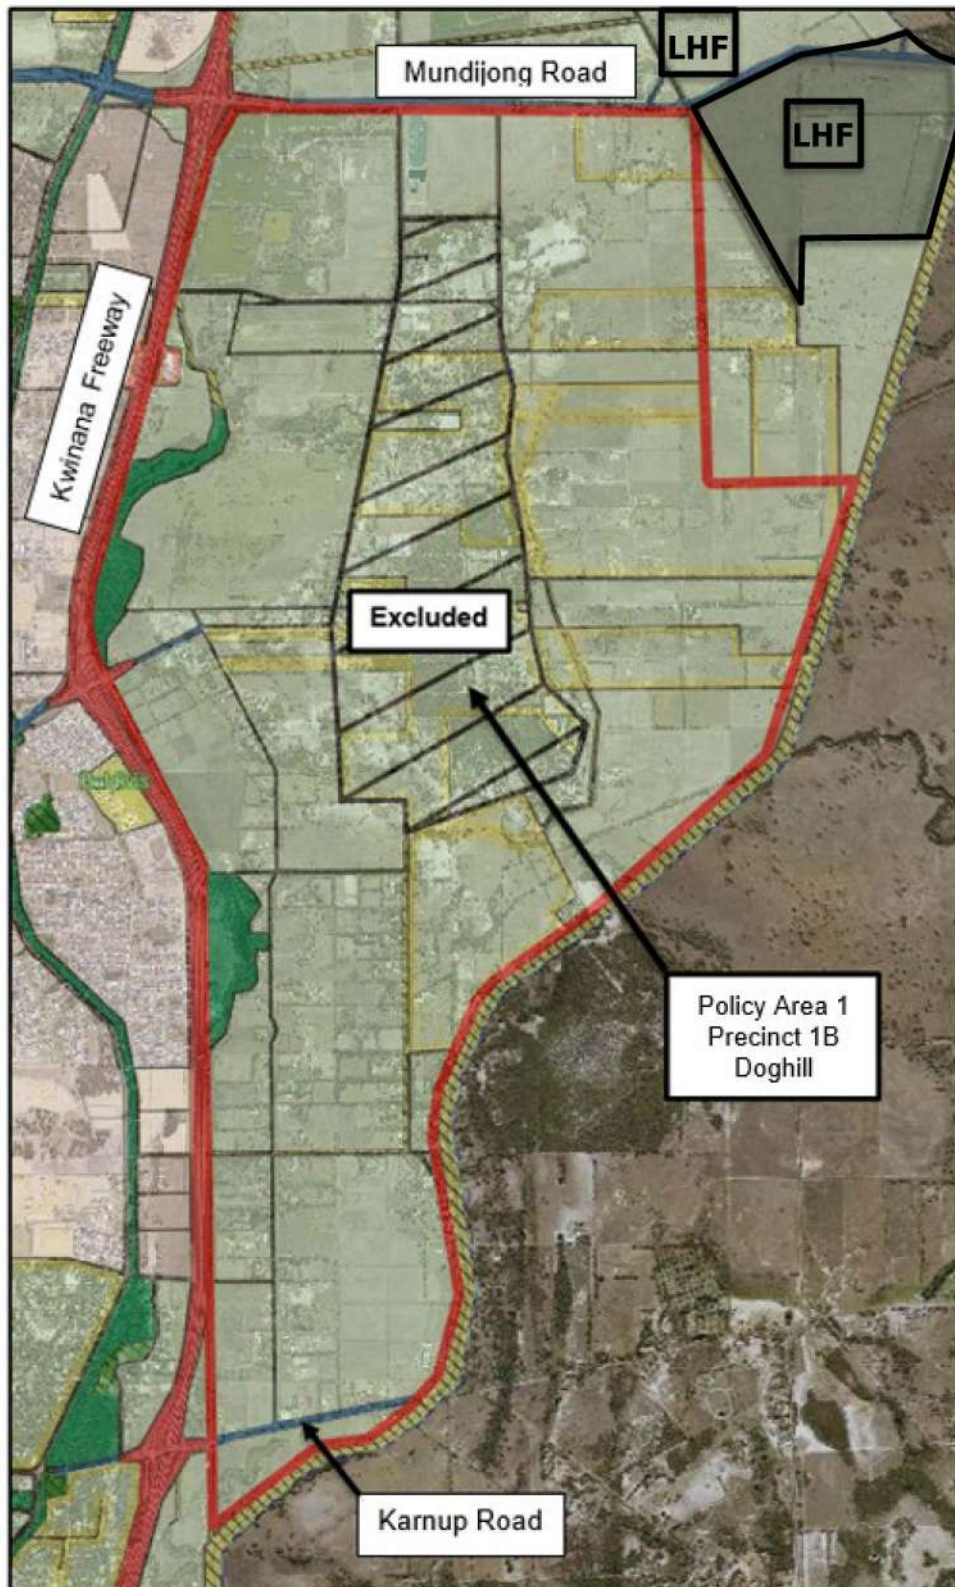 LHF
Mundijong Road
LHF
Kwinana Freeway
Excluded
Policy Area 1
Precinct 1B
Doghill
Karnup Road